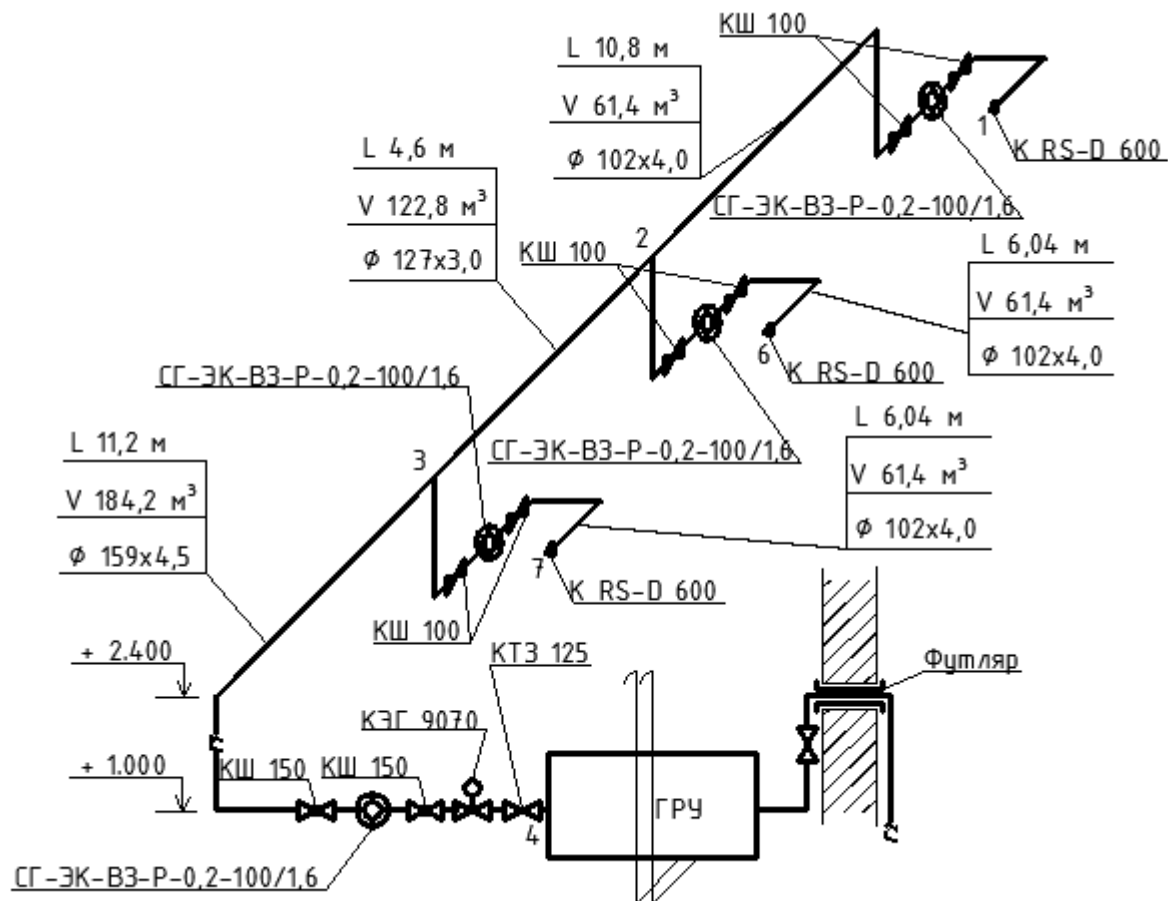 КШ 100
L 10,8 м
V 61,4 м³
ф 102х4,0
1
К RS-D 600
СГ-ЭК-ВЗ-Р-0,2-100/1,6
L 4,6 м
V 122,8 м³
ф 127х3,0
2
КШ 100
L 6,04 м
V 61,4 м³
ф 102х4,0
6
К RS-D 600
СГ-ЭК-ВЗ-Р-0,2-100/1,6
СГ-ЭК-ВЗ-Р-0,2-100/1,6
L 6,04 м
V 61,4 м³
ф 102х4,0
L 11,2 м
V 184,2 м³
ф 159х4,5
3
7
К RS-D 600
КШ 100
КТЗ 125
+ 2.400
Футляр
КЭГ 9070
+ 1.000
КШ 150
КШ 150
4
ГРУ
СГ-ЭК-ВЗ-Р-0,2-100/1,6